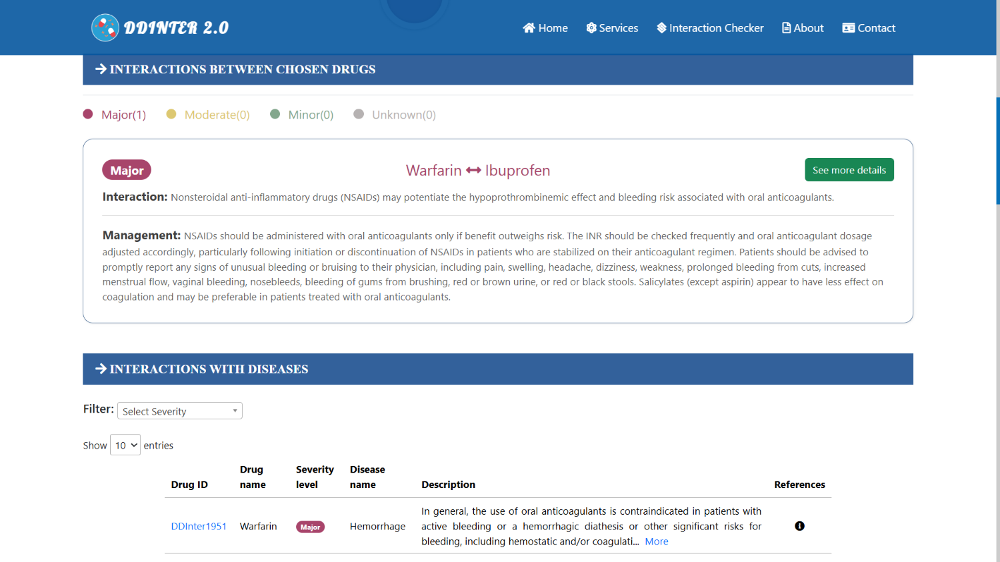 DDINTER 2.0
Home Services Interaction Checker About Contact
INTERACTIONS BETWEEN CHOSEN DRUGS
Major(1) Moderate(0) Minor(0) Unknown(0)
Major Warfarin ↔ Ibuprofen See more details
Interaction: Nonsteroidal anti-inflammatory drugs (NSAIDs) may potentiate the hypoprothrombinemic effect and bleeding risk associated with oral anticoagulants.
Management: NSAIDs should be administered with oral anticoagulants only if benefit outweighs risk. The INR should be checked frequently and oral anticoagulant dosage
adjusted accordingly, particularly following initiation or discontinuation of NSAIDs in patients who are stabilized on their anticoagulant regimen. Patients should be advised to
promptly report any signs of unusual bleeding or bruising to their physician, including pain, swelling, headache, dizziness, weakness, prolonged bleeding from cuts, increased
menstrual flow, vaginal bleeding, nosebleeds, bleeding of gums from brushing, red or brown urine, or red or black stools. Salicylates (except aspirin) appear to have less effect on
coagulation and may be preferable in patients treated with oral anticoagulants.
INTERACTIONS WITH DISEASES
Filter: Select Severity
Show 10 entries
Drug ID Drug name Severity level Disease name Description References
DDInter1951 Warfarin Major Hemorrhage In general, the use of oral anticoagulants is contraindicated in patients with
active bleeding or a hemorrhagic diathesis or other significant risks for
bleeding, including hemostatic and/or coagulati... More